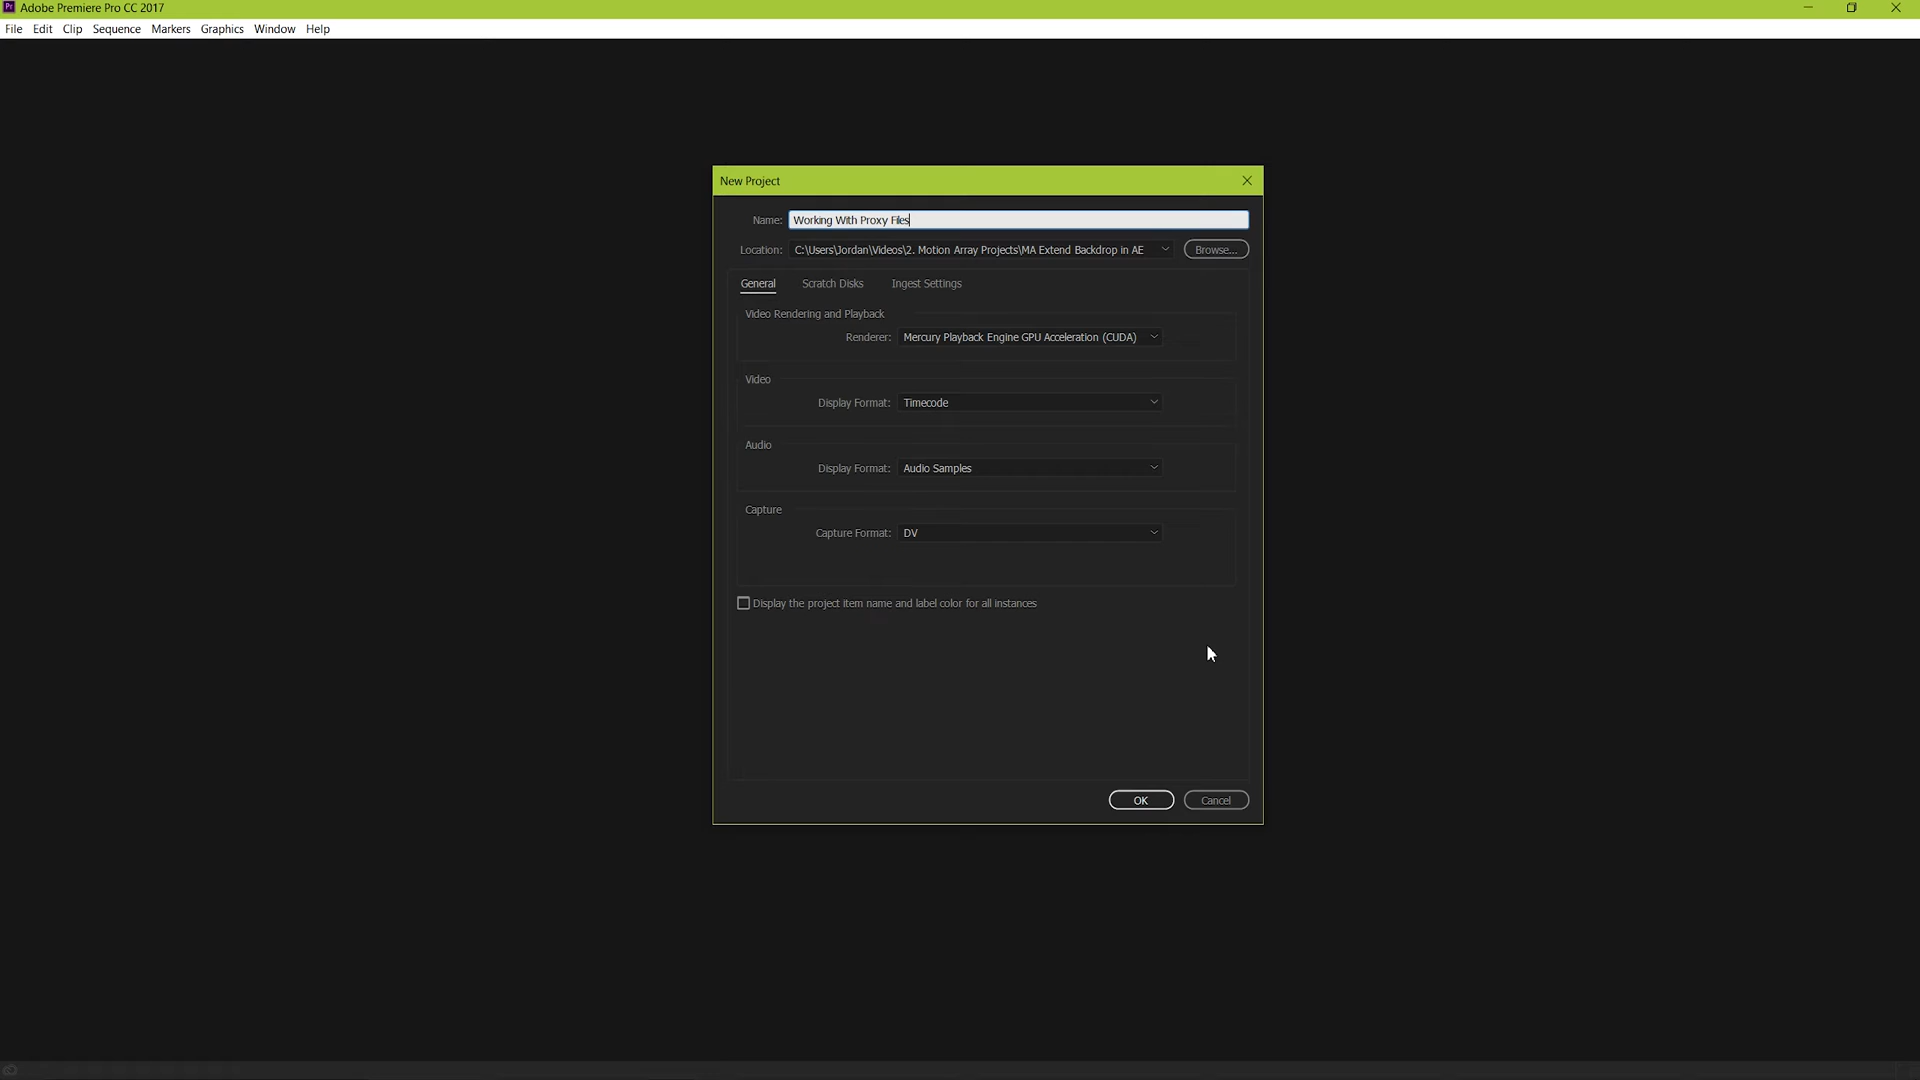 Adobe Premiere Pro CC 2017
File Edit Clip Sequence Markers Graphics Window Help
New Project
Name: Working With Proxy Files
Location: C:\Users\Jordan\Videos\2. Motion Array Projects\MA Extend Backdrop in AE Browse...
General Scratch Disks Ingest Settings
Video Rendering and Playback
Renderer: Mercury Playback Engine GPU Acceleration (CUDA)
Video
Display Format: Timecode
Audio
Display Format: Audio Samples
Capture
Capture Format: DV
Display the project item name and label color for all instances
OK Cancel